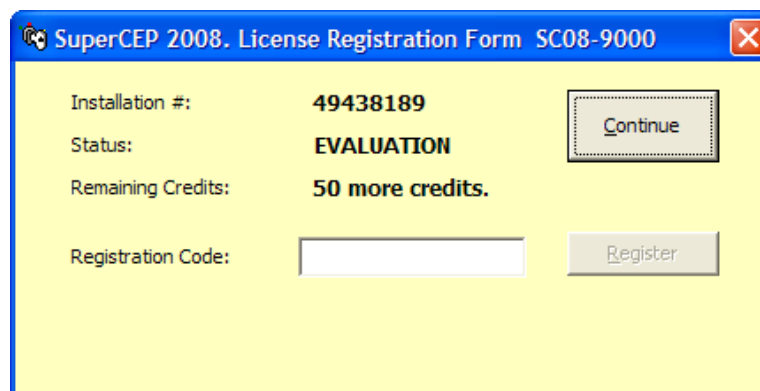 SuperCEP 2008. License Registration Form SC08-9000
Installation #: 49438189
Continue
Status: EVALUATION
Remaining Credits: 50 more credits.
Registration Code:
Register